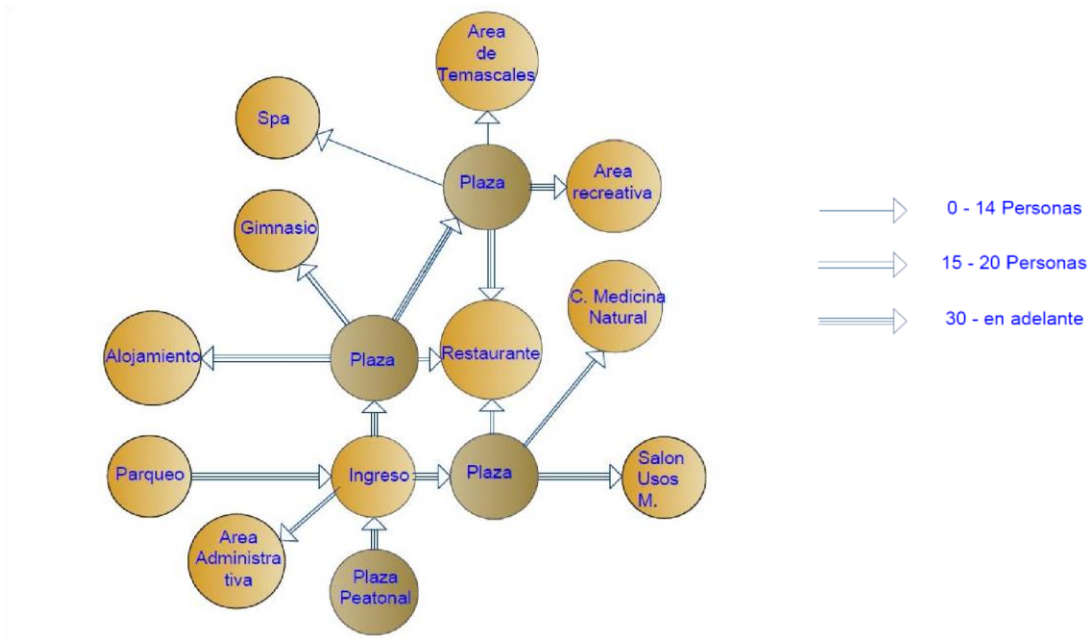 Area
de
Temascales
Spa
Plaza
Area
recreativa
Gimnasio
C. Medicina
Natural
Alojamiento
Plaza
Restaurante
Parqueo
Ingreso
Plaza
Salon
Usos
M.
Area
Administra
tiva
Plaza
Peatonal
0 - 14 Personas
15 - 20 Personas
30 - en adelante